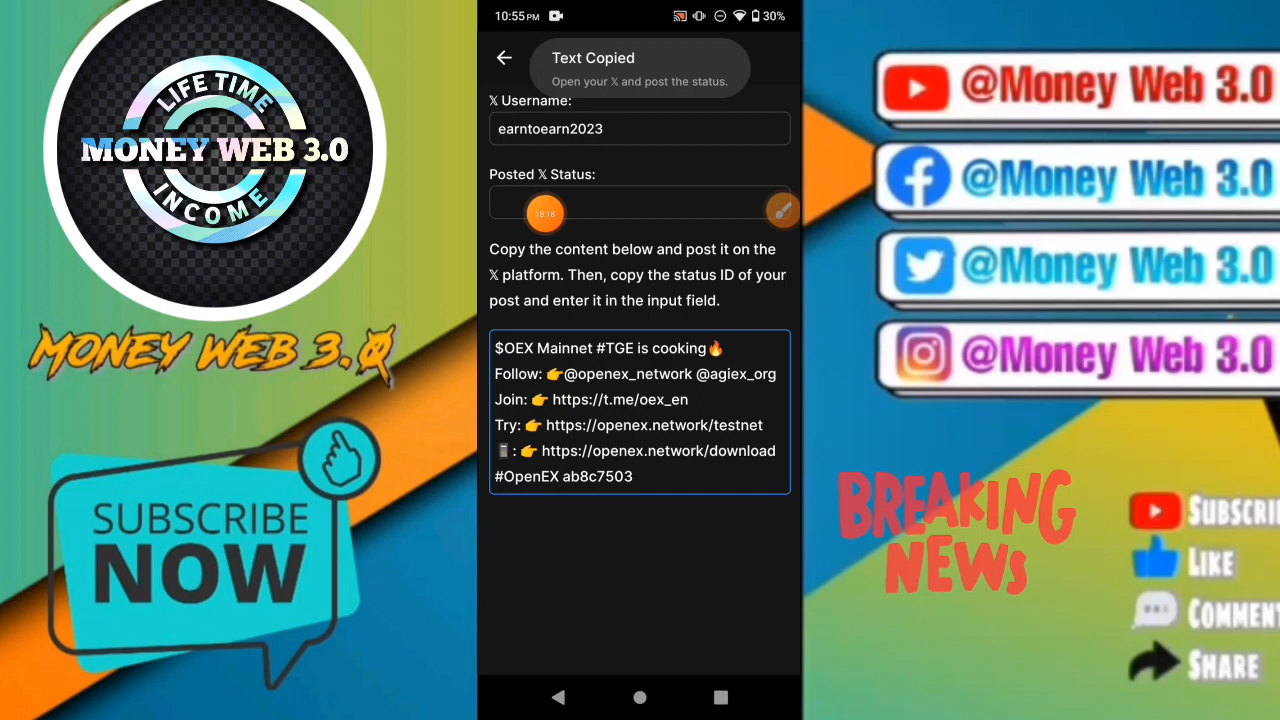 LIFE TIME
MONEY WEB 3.0
INCOME
MONEY WEB 3.0
SUBSCRIBE
NOW
10:55 PM
30%
Text Copied
Open your 𝕏 and post the status.
𝕏 Username:
earntoearn2023
Posted 𝕏 Status:
18:18
Copy the content below and post it on the
𝕏 platform. Then, copy the status ID of your
post and enter it in the input field.
$OEX Mainnet #TGE is cooking🔥
Follow: 👉@openex_network @agiex_org
Join: 👉 https://t.me/oex_en
Try: 👉 https://openex.network/testnet
📱: 👉 https://openex.network/download
#OpenEX ab8c7503
@Money Web 3.0
@Money Web 3.0
@Money Web 3.0
@Money Web 3.0
BREAKING
NEWS
SUBSCRI
LIKE
COMMEN
SHARE